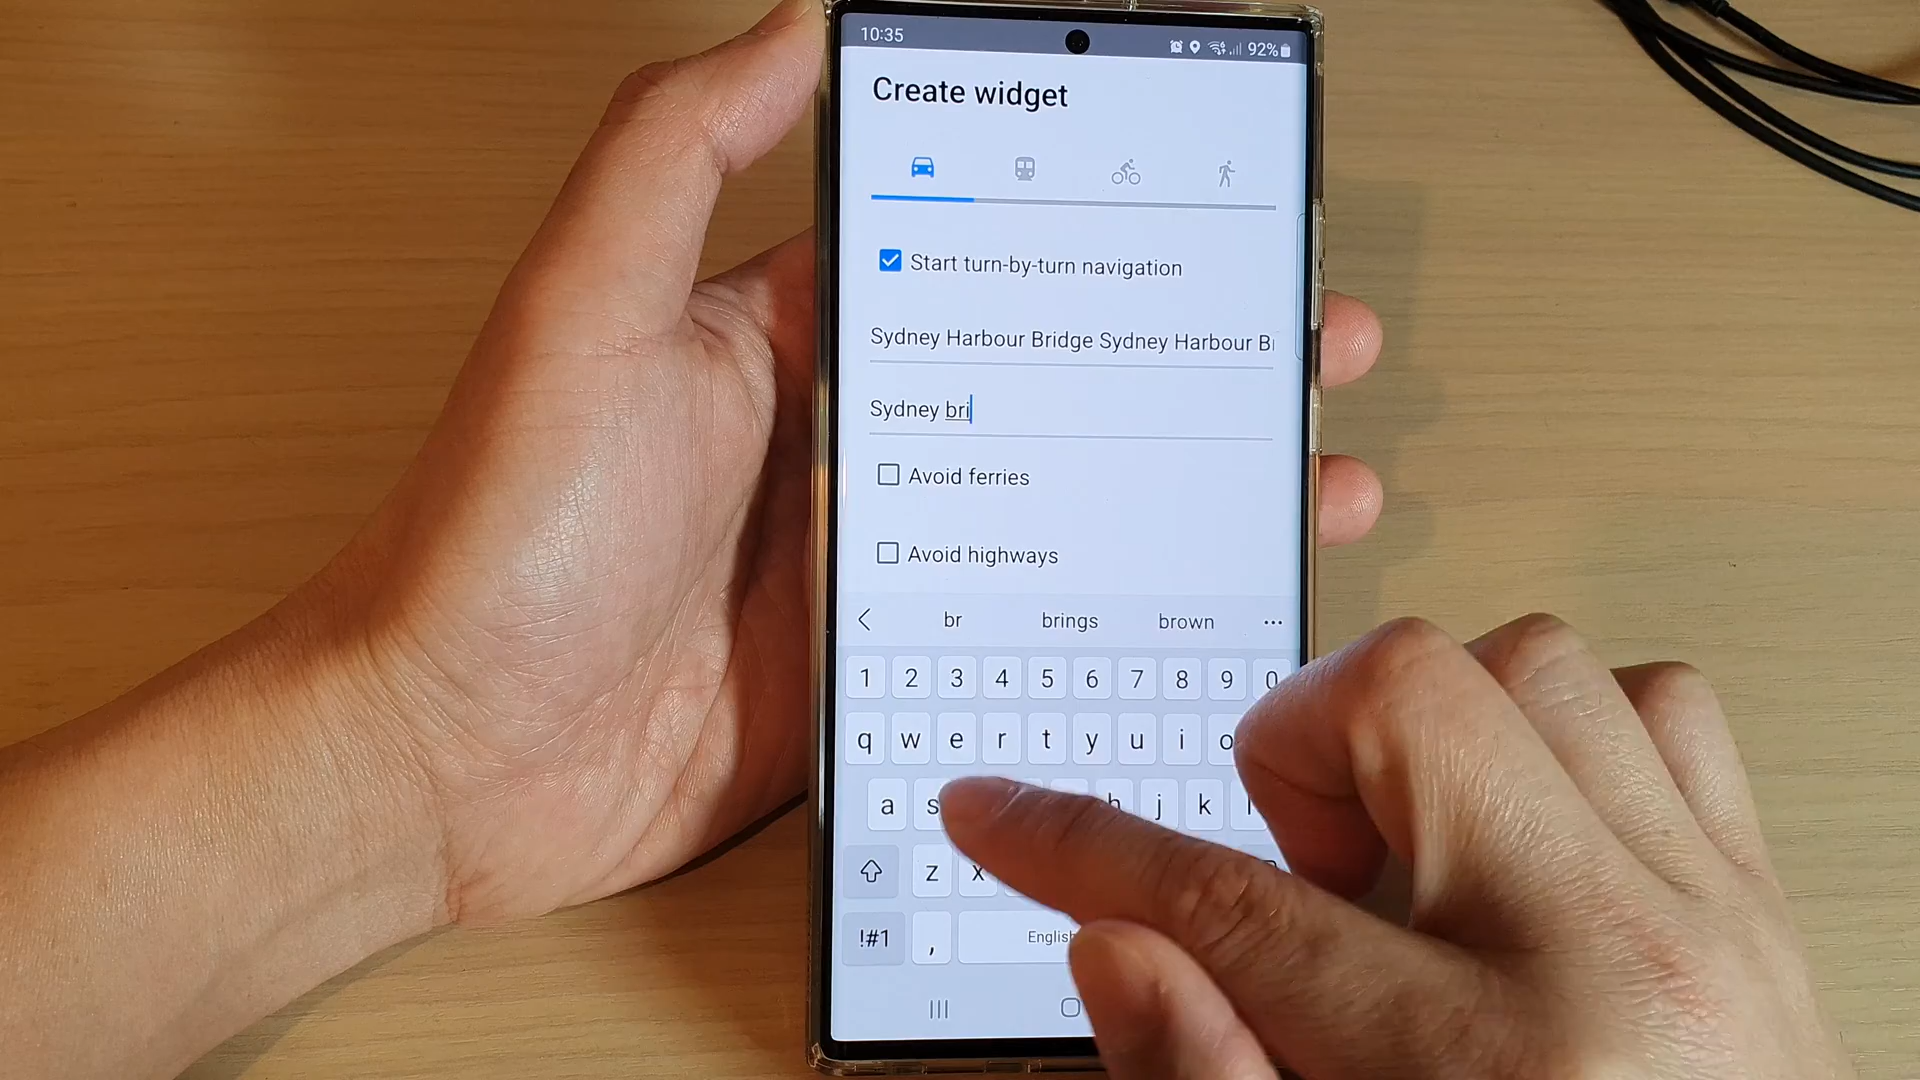 10:35 92%
Create widget
Start turn-by-turn navigation
Sydney Harbour Bridge Sydney Harbour B
Sydney bri
Avoid ferries
Avoid highways
br brings brown ...
1 2 3 4 5 6 7 8 9 0
q w e r t y u i o
a s h j k l
z x
!#1 , English